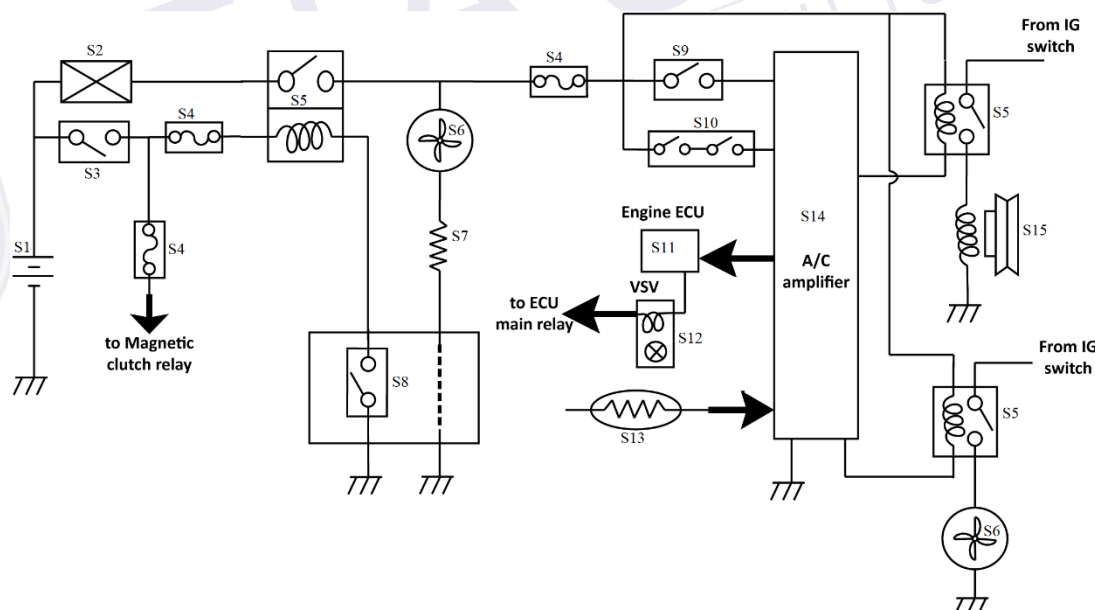 From IG
switch
S2
S9
S4
S5
S4
S6
S5
S10
S3
S14
S15
S1
S4
S7
Engine ECU
S11
A/C
amplifier
VSV
to ECU
main relay
S12
to Magnetic
clutch relay
From IG
switch
S8
S5
S13
S6